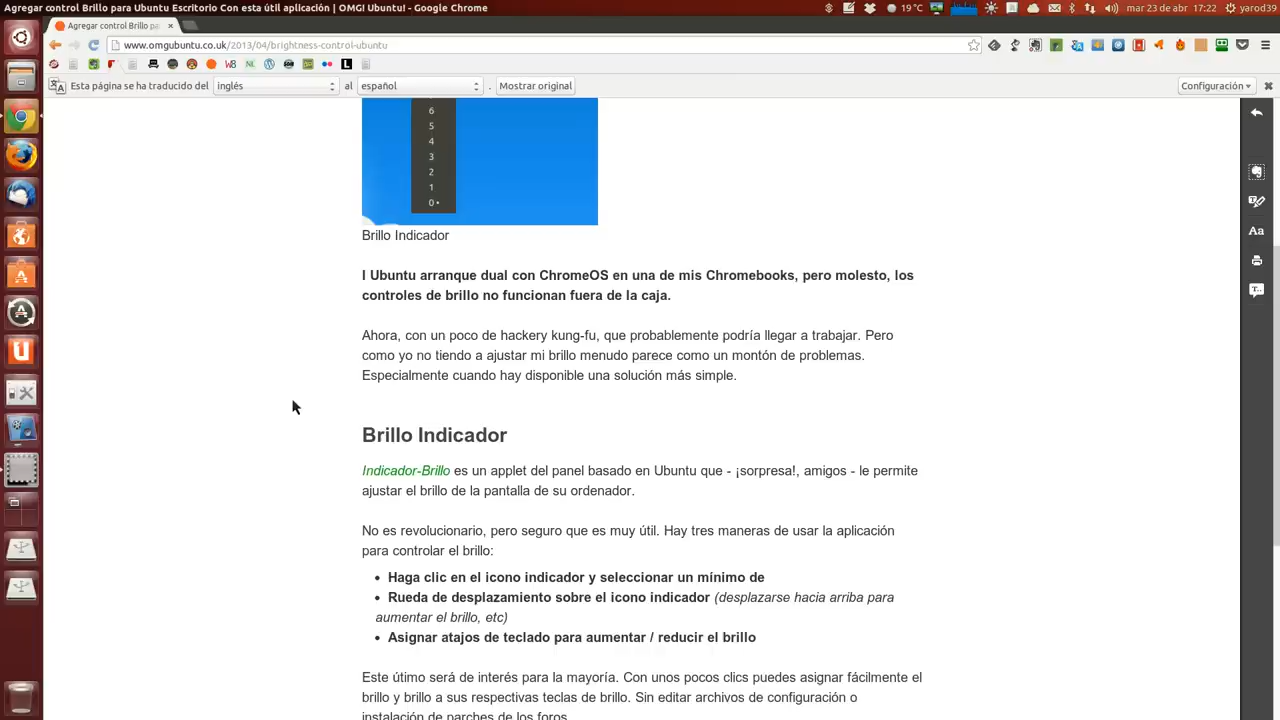 Agregar control Brillo para Ubuntu Escritorio Con esta útil aplicación | OMG! Ubuntu! - Google Chrome
19°C
mar 23 de abr
17:22
yarod39
Agregar control Brillo pa
www.omgubuntu.co.uk/2013/04/brightness-control-ubuntu
Esta página se ha traducido del inglés al español . Mostrar original Configuración
6
5
4
3
2
1
0
Brillo Indicador
I Ubuntu arranque dual con ChromeOS en una de mis Chromebooks, pero molesto, los
controles de brillo no funcionan fuera de la caja.
Ahora, con un poco de hackery kung-fu, que probablemente podría llegar a trabajar. Pero
como yo no tiendo a ajustar mi brillo menudo parece como un montón de problemas.
Especialmente cuando hay disponible una solución más simple.
Brillo Indicador
Indicador-Brillo es un applet del panel basado en Ubuntu que - ¡sorpresa!, amigos - le permite
ajustar el brillo de la pantalla de su ordenador.
No es revolucionario, pero seguro que es muy útil. Hay tres maneras de usar la aplicación
para controlar el brillo:
• Haga clic en el icono indicador y seleccionar un mínimo de
• Rueda de desplazamiento sobre el icono indicador (desplazarse hacia arriba para
aumentar el brillo, etc)
• Asignar atajos de teclado para aumentar / reducir el brillo
Este útimo será de interés para la mayoría. Con unos pocos clics puedes asignar fácilmente el
brillo y brillo a sus respectivas teclas de brillo. Sin editar archivos de configuración o
instalación de parches de los foros.